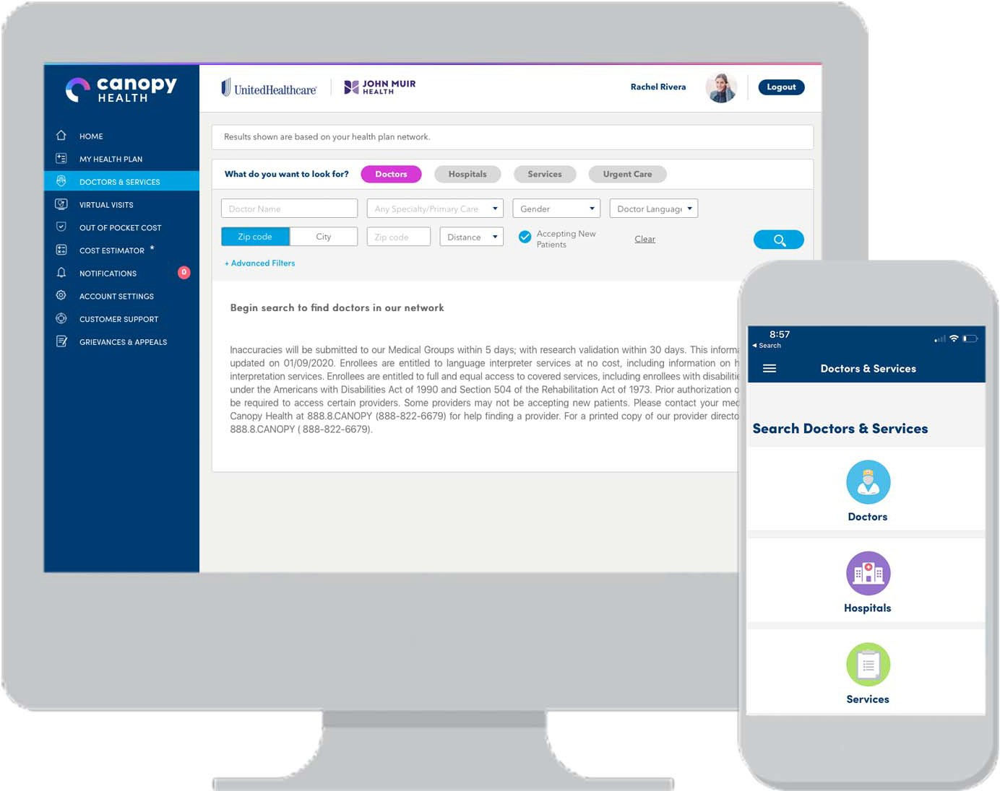 canopy
HEALTH
UnitedHealthcare
JOHN MUIR
HEALTH
Rachel Rivera
Logout
HOME
MY HEALTH PLAN
DOCTORS & SERVICES
VIRTUAL VISITS
OUT OF POCKET COST
COST ESTIMATOR *
NOTIFICATIONS 0
ACCOUNT SETTINGS
CUSTOMER SUPPORT
GRIEVANCES & APPEALS
Results shown are based on your health plan network.
What do you want to look for? Doctors Hospitals Services Urgent Care
Doctor Name Any Specialty/Primary Care Gender Doctor Language
Zip code City Zip code Distance Accepting New
Patients Clear
+ Advanced Filters
Begin search to find doctors in our network
Inaccuracies will be submitted to our Medical Groups within 5 days; with research validation within 30 days. This informa
updated on 01/09/2020. Enrollees are entitled to language interpreter services at no cost, including information on h
interpretation services. Enrollees are entitled to full and equal access to covered services, including enrollees with disabilitie
under the Americans with Disabilities Act of 1990 and Section 504 of the Rehabilitation Act of 1973. Prior authorization o
be required to access certain providers. Some providers may not be accepting new patients. Please contact your med
Canopy Health at 888.8.CANOPY (888-822-6679) for help finding a provider. For a printed copy of our provider directo
888.8.CANOPY ( 888-822-6679).
8:57
Search
Doctors & Services
Search Doctors & Services
Doctors
Hospitals
Services